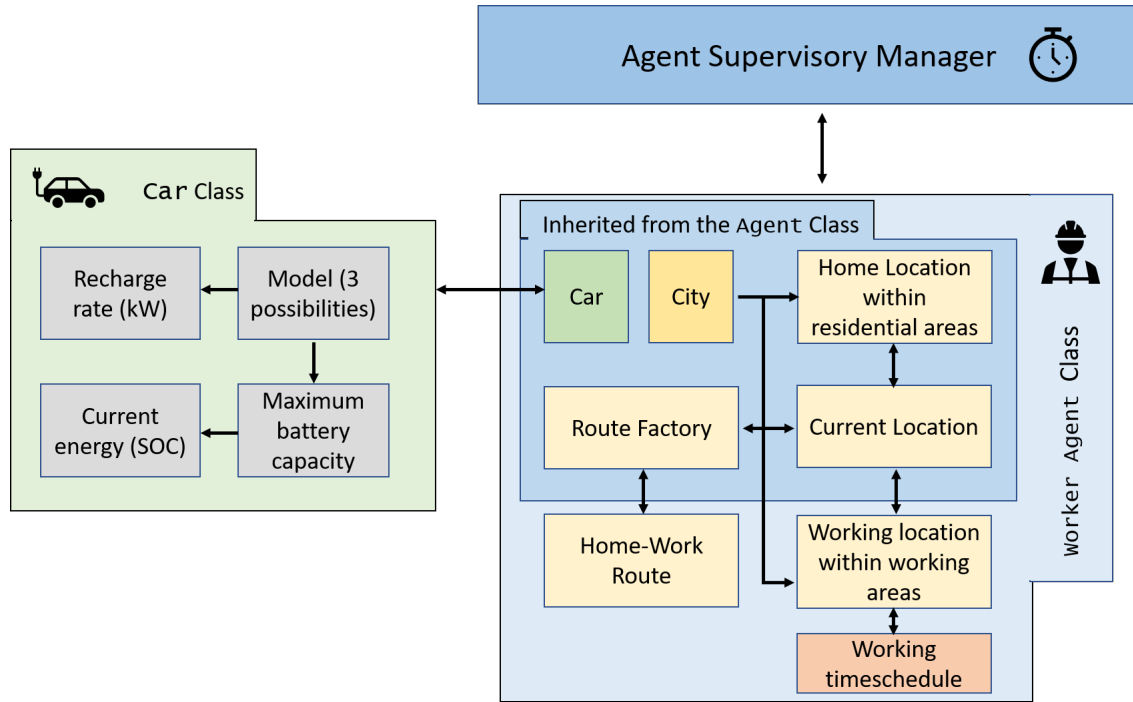 Agent Supervisory Manager
Car Class
Recharge
rate (kW)
Model (3
possibilities)
Current
energy (SOC)
Maximum
battery
capacity
Inherited from the Agent Class
Car
City
Home Location
within
residential areas
Route Factory
Current Location
Home-Work
Route
Working location
within working
areas
Working
timeschedule
Worker Agent Class